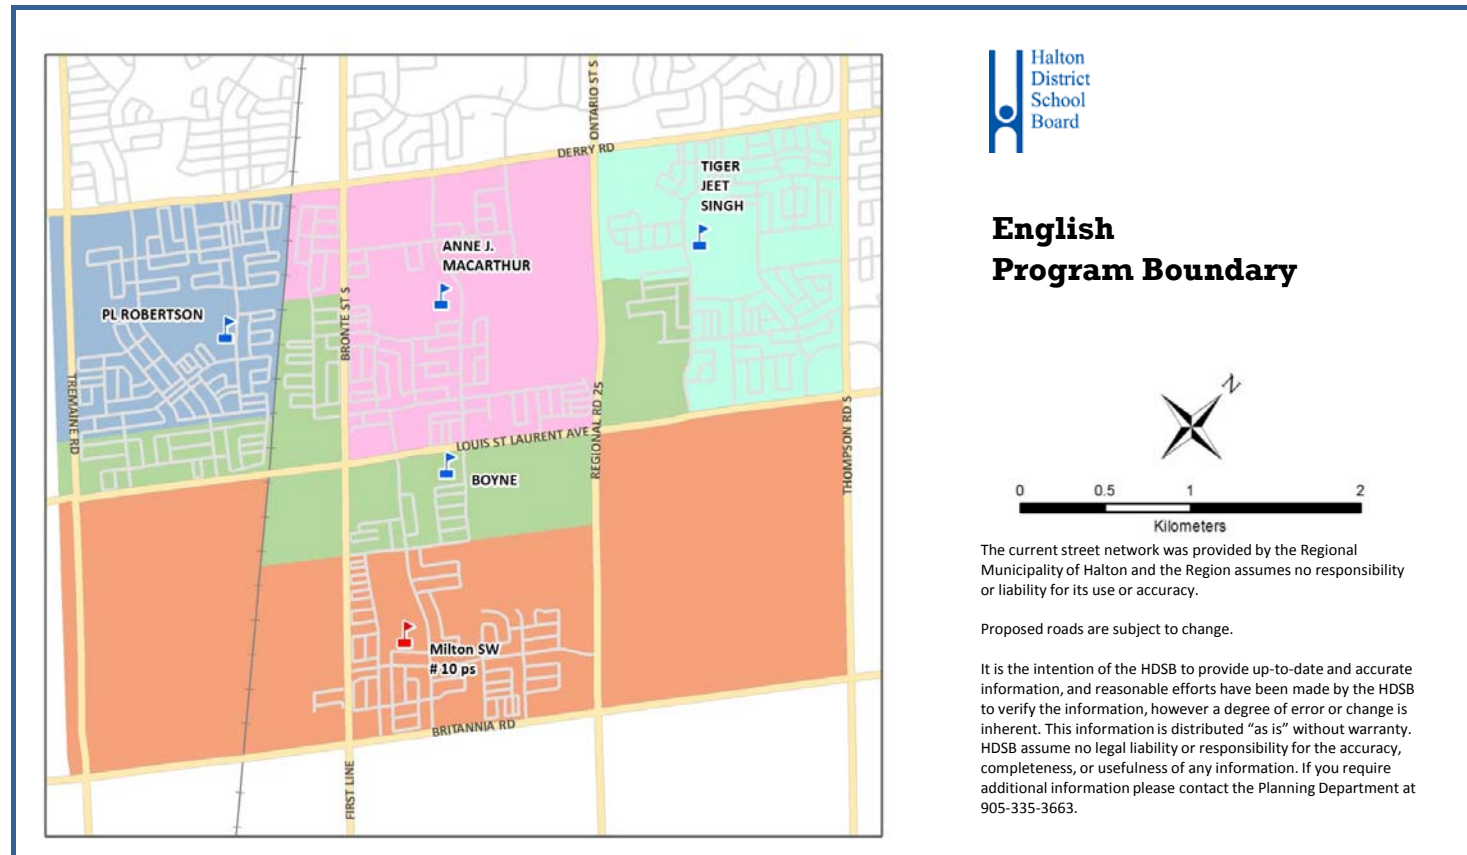 ONTARIO ST S
DERRY RD
TIGER
JEET
SINGH
ANNE J.
MACARTHUR
PL ROBERTSON
BRONTE ST S
TREMAINE RD
REGIONAL RD 25
THOMPSON RD S
LOUIS ST LAURENT AVE
BOYNE
Milton SW
# 10 ps
BRITANNIA RD
FIRST LINE
Halton
District
School
Board
English
Program Boundary
N
0 0.5 1 2
Kilometers
The current street network was provided by the Regional
Municipality of Halton and the Region assumes no responsibility
or liability for its use or accuracy.
Proposed roads are subject to change.
It is the intention of the HDSB to provide up-to-date and accurate
information, and reasonable efforts have been made by the HDSB
to verify the information, however a degree of error or change is
inherent. This information is distributed “as is” without warranty.
HDSB assume no legal liability or responsibility for the accuracy,
completeness, or usefulness of any information. If you require
additional information please contact the Planning Department at
905-335-3663.